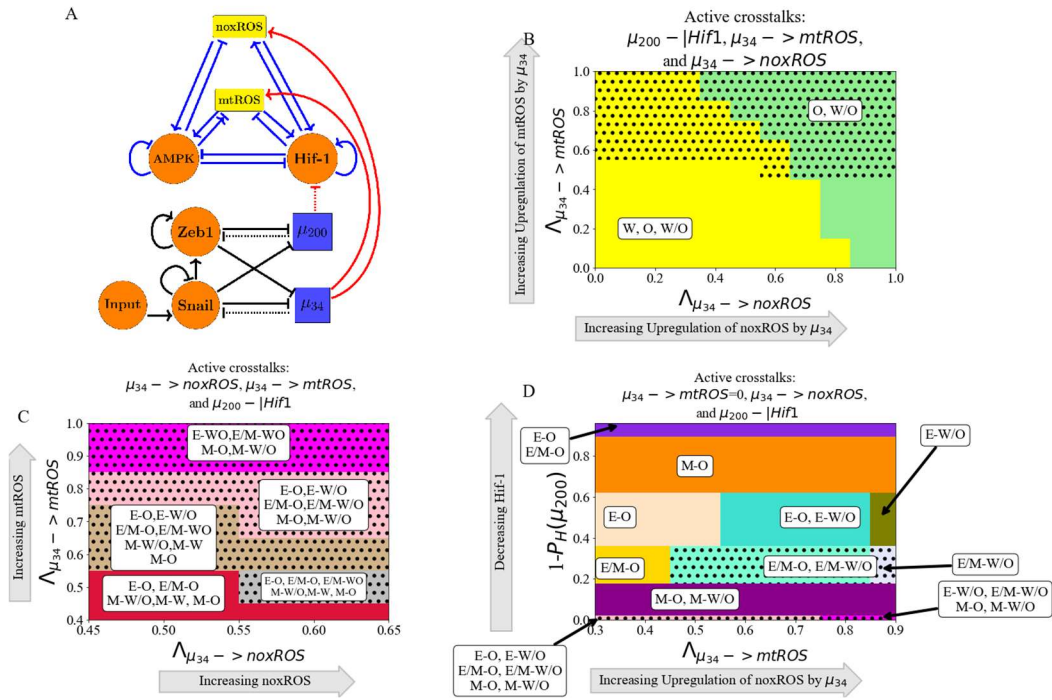 A
noxROS
mtROS
AMPK
Hif-1
Zeb1
μ200
Input
Snail
μ34
B
Active crosstalks:
μ200 − |Hif1, μ34 − > mtROS,
and μ34 − > noxROS
Increasing Upregulation of mtROS by μ34
Λμ34 − > mtROS
1.0
0.8
0.6
0.4
0.2
0.0
O, W/O
W, O, W/O
0.0 0.2 0.4 0.6 0.8 1.0
Λμ34 − > noxROS
Increasing Upregulation of noxROS by μ34
C
Active crosstalks:
μ34 − > noxROS, μ34 − > mtROS,
and μ200 − |Hif1
Increasing mtROS
Λμ34 − > mtROS
1.0
0.9
0.8
0.7
0.6
0.5
0.4
E-WO,E/M-WO
M-O,M-W/O
E-O,E-W/O
E/M-O,E/M-W/O
M-O,M-W/O
E-O,E-W/O
E/M-O,E/M-WO
M-W/O,M-W
M-O
E-O, E/M-O
M-W/O,M-W, M-O
E-O, E/M-O, E/M-WO
M-W/O,M-W, M-O
0.45 0.50 0.55 0.60 0.65
Λμ34 − > noxROS
Increasing noxROS
D
Active crosstalks:
μ34 − > mtROS=0, μ34 − > noxROS,
and μ200 − |Hif1
Decreasing Hif-1
1-PH(μ200)
0.8
0.6
0.4
0.2
0.0
E-O
E/M-O
E-W/O
M-O
E-O
E-O, E-W/O
E/M-O
E/M-O, E/M-W/O
E/M-W/O
M-O, M-W/O
E-W/O, E/M-W/O
M-O, M-W/O
E-O, E-W/O
E/M-O, E/M-W/O
M-O, M-W/O
0.3 0.4 0.5 0.6 0.7 0.8 0.9
Λμ34 − > mtROS
Increasing Upregulation of noxROS by μ34